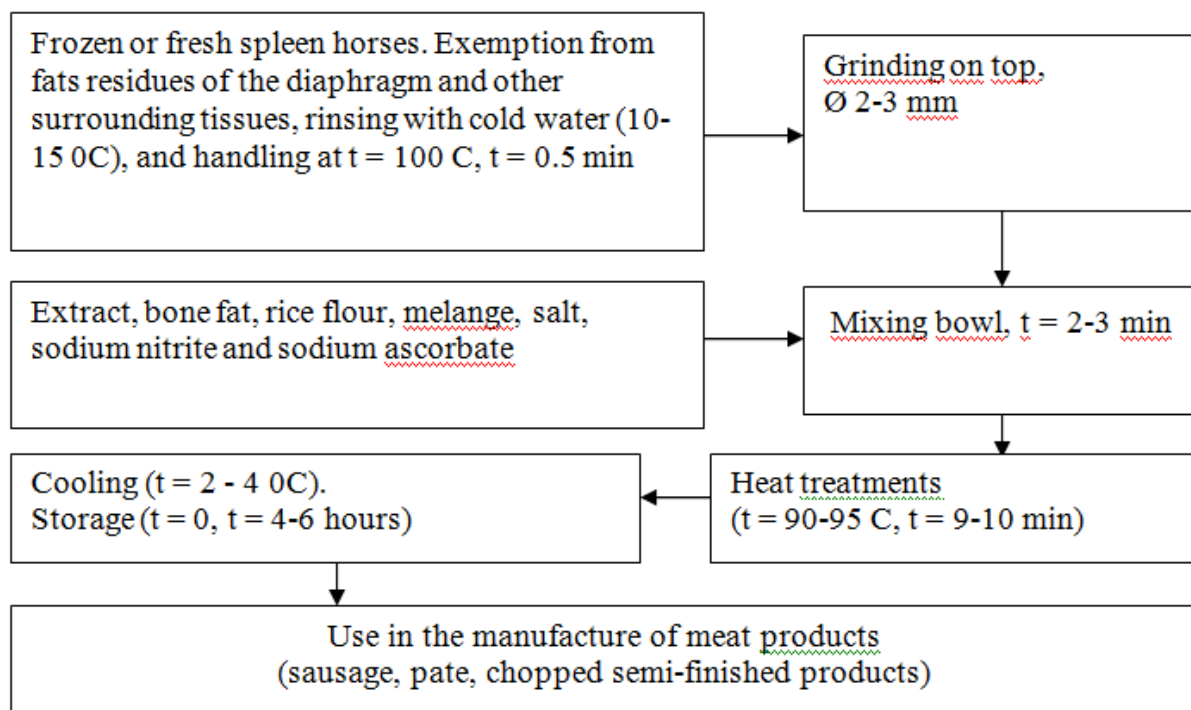 Frozen or fresh spleen horses. Exemption from
fats residues of the diaphragm and other
surrounding tissues, rinsing with cold water (10-
15 0C), and handling at t = 100 C, t = 0.5 min
Grinding on top,
Ø 2-3 mm
Extract, bone fat, rice flour, melange, salt,
sodium nitrite and sodium ascorbate
Mixing bowl, t = 2-3 min
Heat treatments
(t = 90-95 C, t = 9-10 min)
Cooling (t = 2 - 4 0C).
Storage (t = 0, t = 4-6 hours)
Use in the manufacture of meat products
(sausage, pate, chopped semi-finished products)